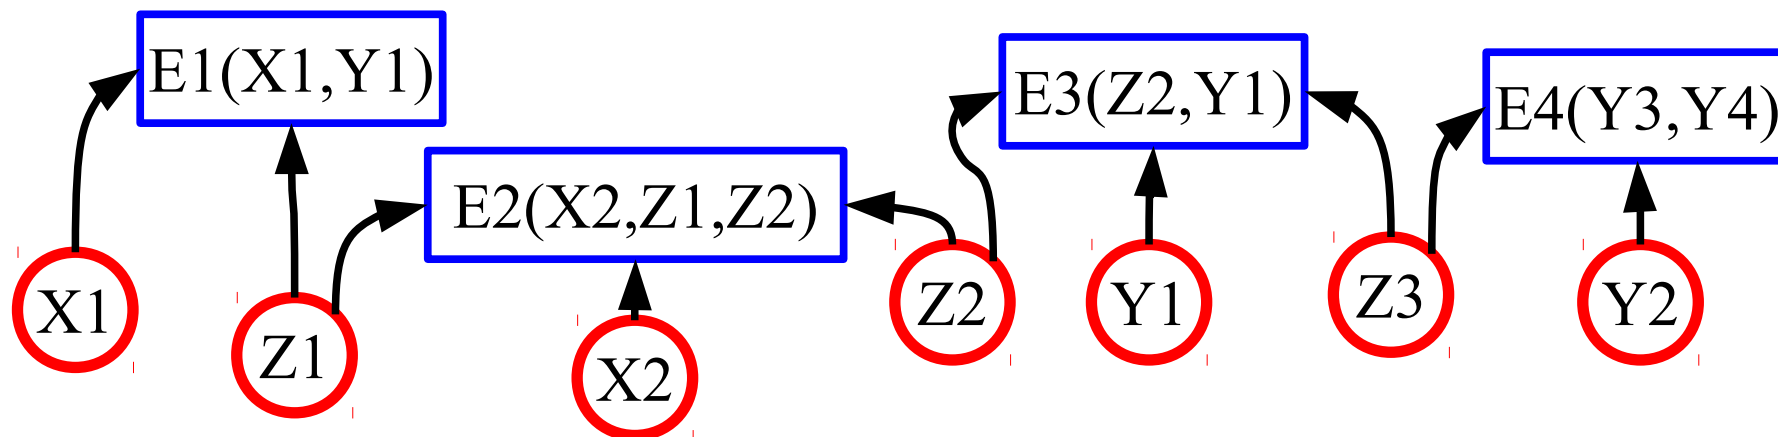 E1(X1,Y1)
E2(X2,Z1,Z2)
E3(Z2,Y1)
E4(Y3,Y4)
X1
Z1
X2
Z2
Y1
Z3
Y2